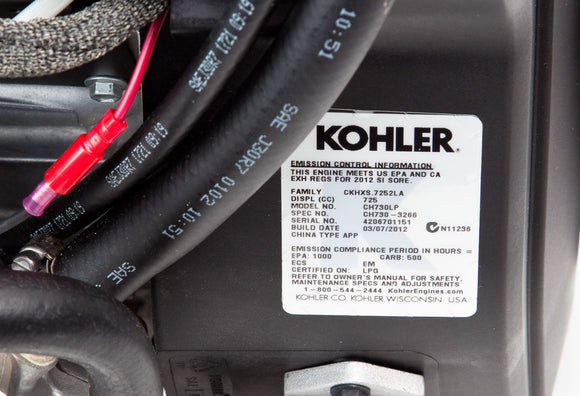 KOHLER
EMISSION CONTROL INFORMATION
THIS ENGINE MEETS US EPA AND CA
EXH REGS FOR 2012 SI SORE.
FAMILY CKHXS.7252LA
DISPL (CC) 725
MODEL NO. CH730LP
SPEC NO. CH730-3266
SERIAL NO. 4206701151
BUILD DATE 03/07/2012 N11236
CHINA TYPE APP
EMISSION COMPLIANCE PERIOD IN HOURS =
EPA: 1000 CARB: 500
ECS EM
CERTIFIED ON: LPG
REFER TO OWNER'S MANUAL FOR SAFETY,
MAINTENANCE SPECS AND ADJUSTMENTS
1-800-544-2444 KohlerEngines.com
KOHLER CO. KOHLER, WISCONSIN USA
10:51
SAE J30R7 0102 10:51
SAE